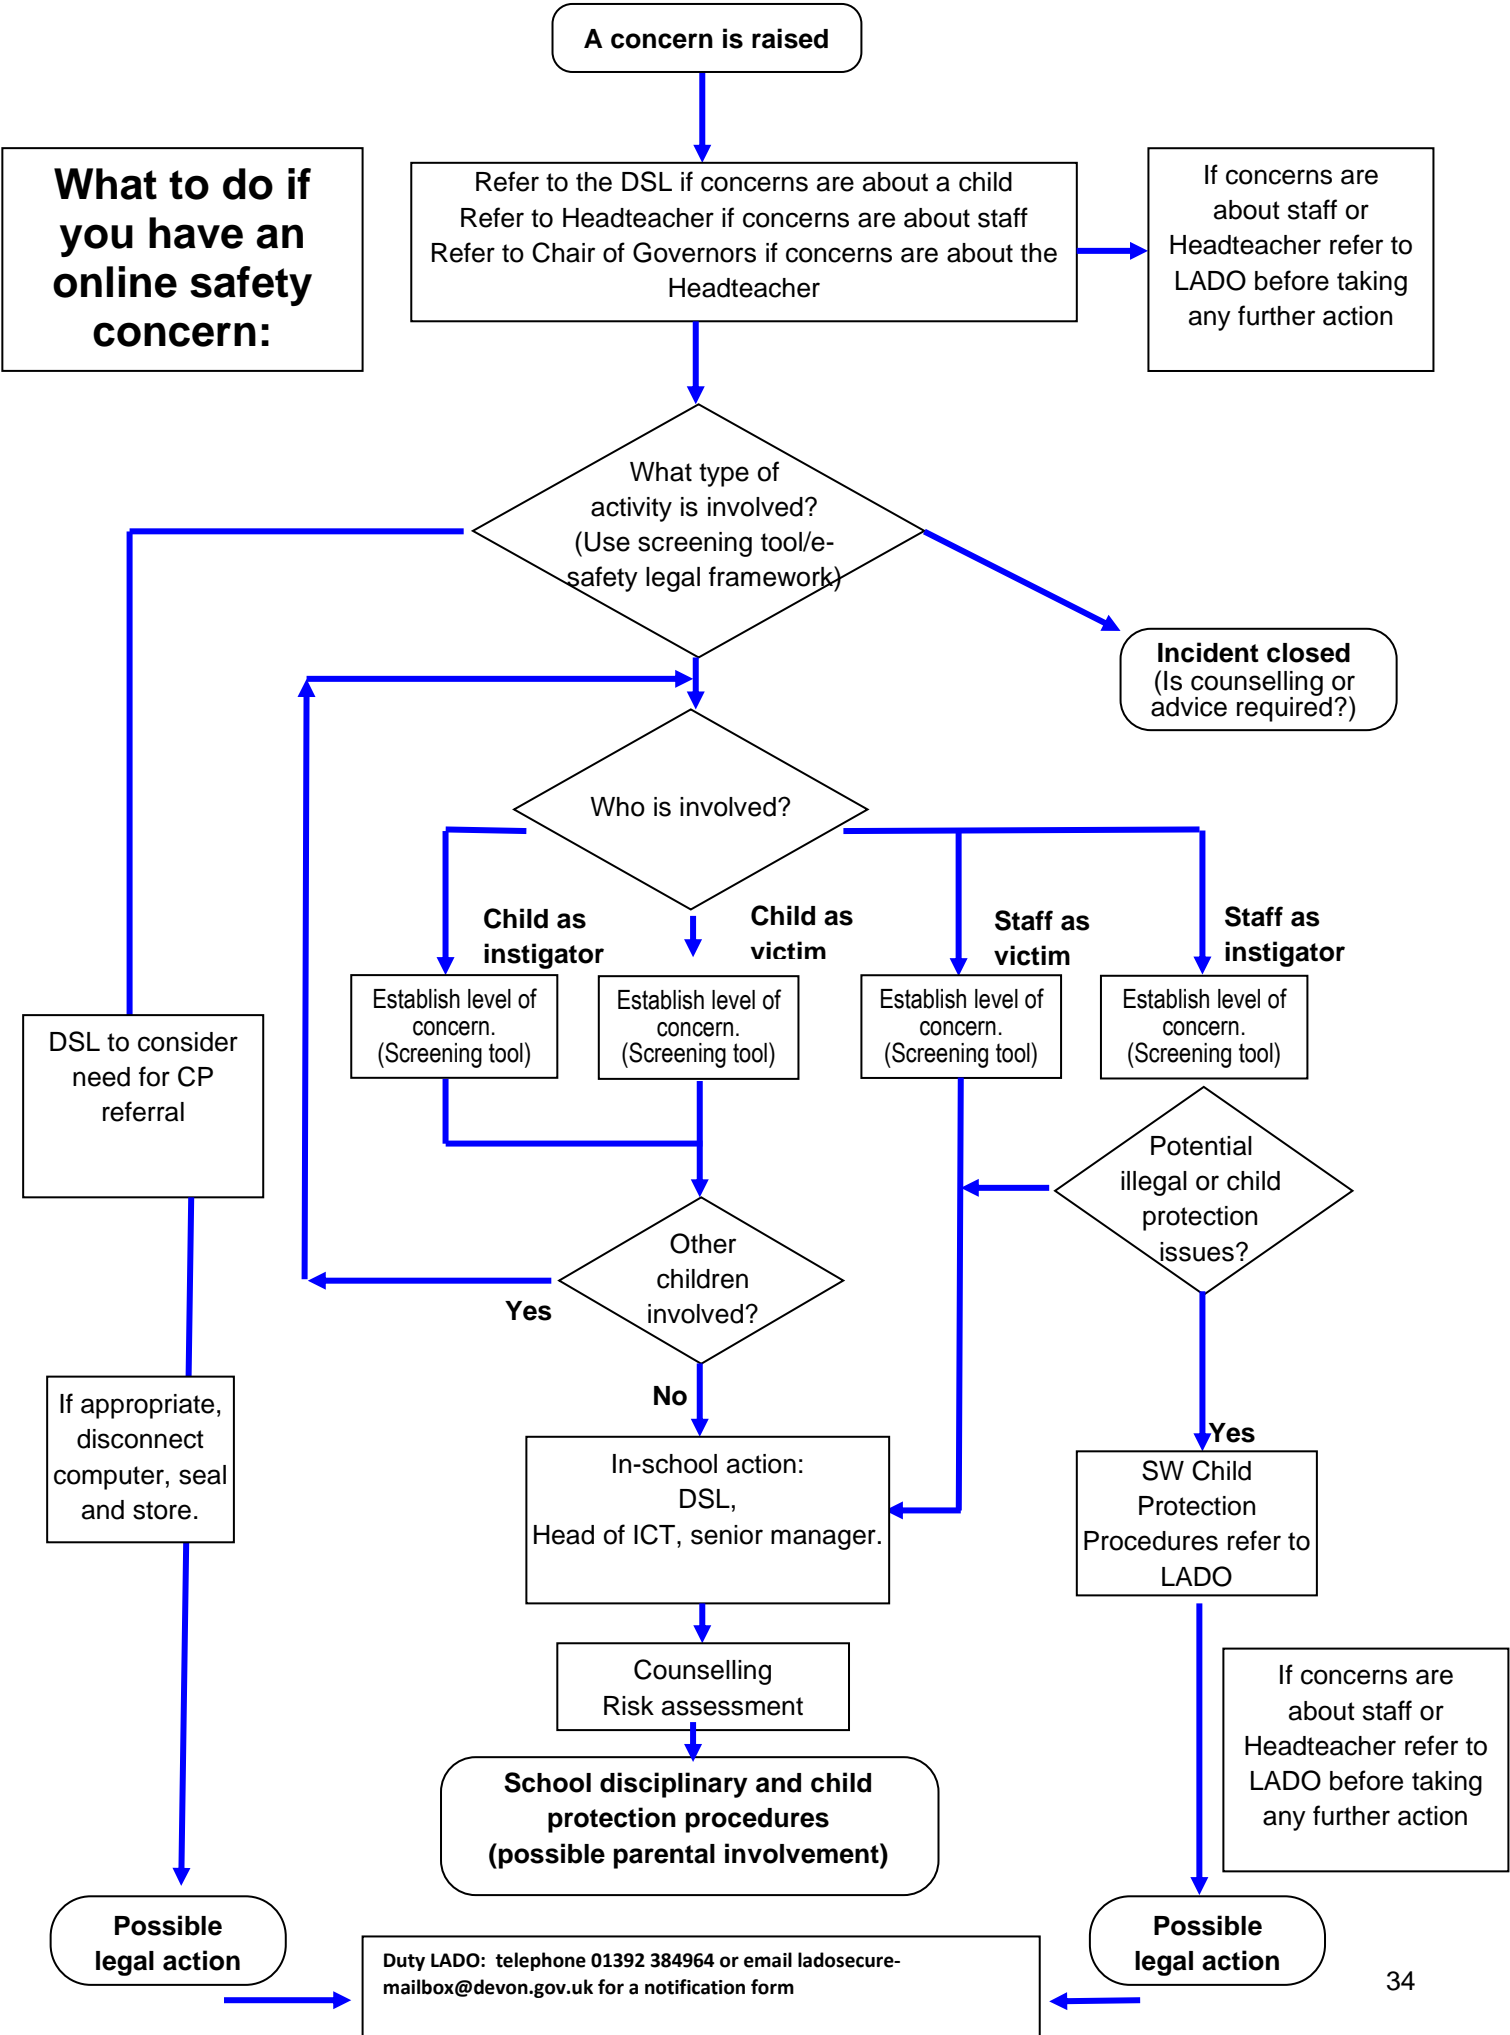 A concern is raised
What to do if
you have an
online safety
concern:
Refer to the DSL if concerns are about a child
Refer to Headteacher if concerns are about staff
Refer to Chair of Governors if concerns are about the
Headteacher
If concerns are
about staff or
Headteacher refer to
LADO before taking
any further action
What type of
activity is involved?
(Use screening tool/e-
safety legal framework)
Incident closed
(Is counselling or
advice required?)
Who is involved?
Child as
instigator
Child as
victim
Staff as
victim
Staff as
instigator
Establish level of
concern.
(Screening tool)
Establish level of
concern.
(Screening tool)
Establish level of
concern.
(Screening tool)
Establish level of
concern.
(Screening tool)
DSL to consider
need for CP
referral
Potential
illegal or child
protection
issues?
Other
children
involved?
Yes
No
If appropriate,
disconnect
computer, seal
and store.
In-school action:
DSL,
Head of ICT, senior manager.
Yes
SW Child
Protection
Procedures refer to
LADO
Counselling
Risk assessment
If concerns are
about staff or
Headteacher refer to
LADO before taking
any further action
School disciplinary and child
protection procedures
(possible parental involvement)
Possible
legal action
Possible
legal action
Duty LADO:  telephone 01392 384964 or email ladosecure-
mailbox@devon.gov.uk for a notification form
34